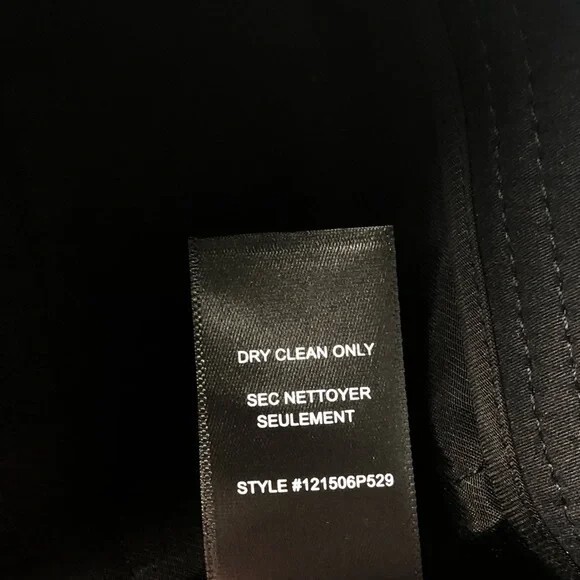 DRY CLEAN ONLY
SEC NETTOYER
SEULEMENT
STYLE #121506P529